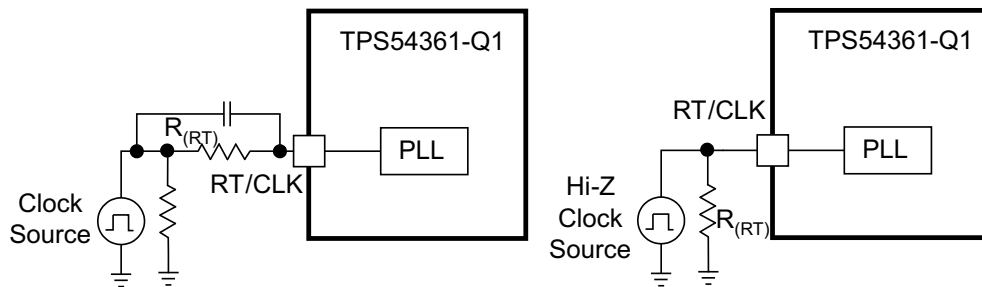 TPS54361-Q1
R(RT)
PLL
RT/CLK
Clock
Source
TPS54361-Q1
RT/CLK
PLL
Hi-Z
Clock
Source
R(RT)